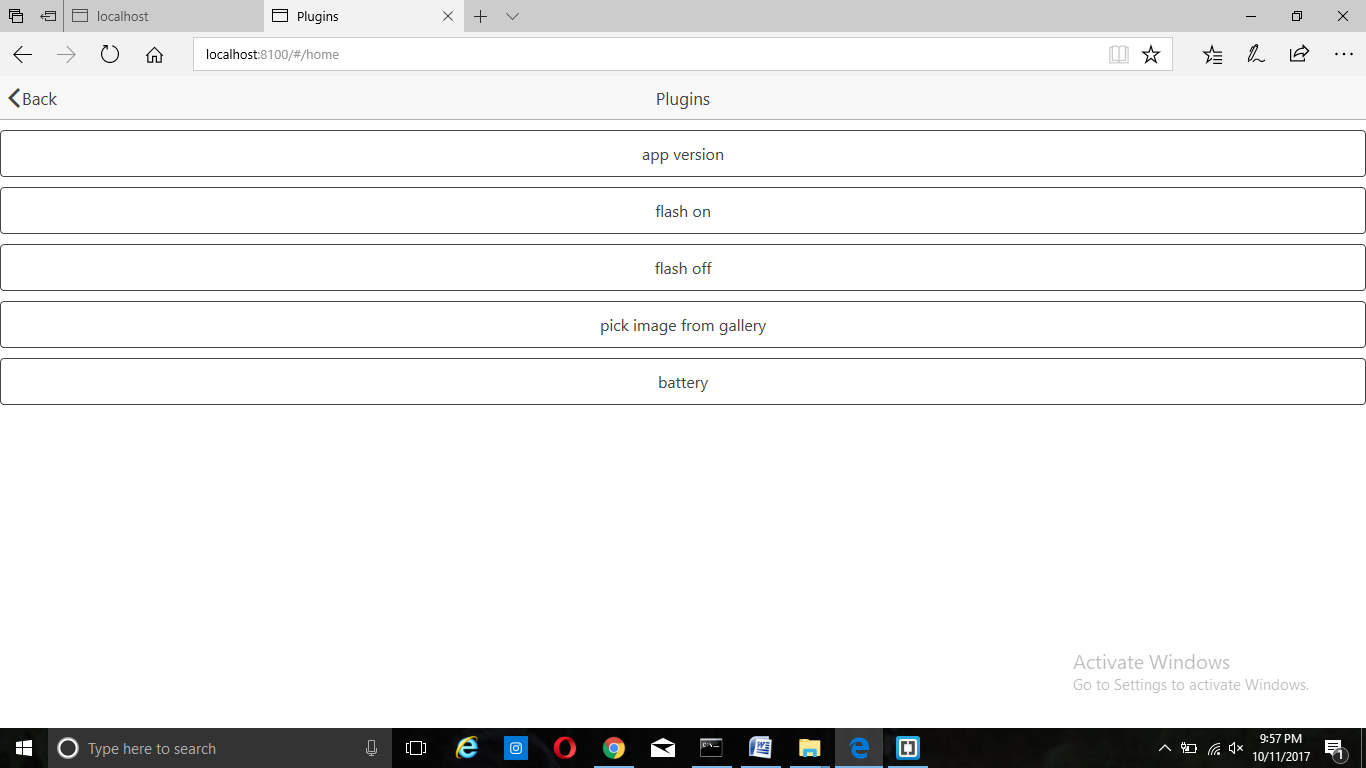 localhost
Plugins
localhost:8100/#/home
Back
Plugins
app version
flash on
flash off
pick image from gallery
battery
Activate Windows
Go to Settings to activate Windows.
Type here to search
9:57 PM
10/11/2017
1